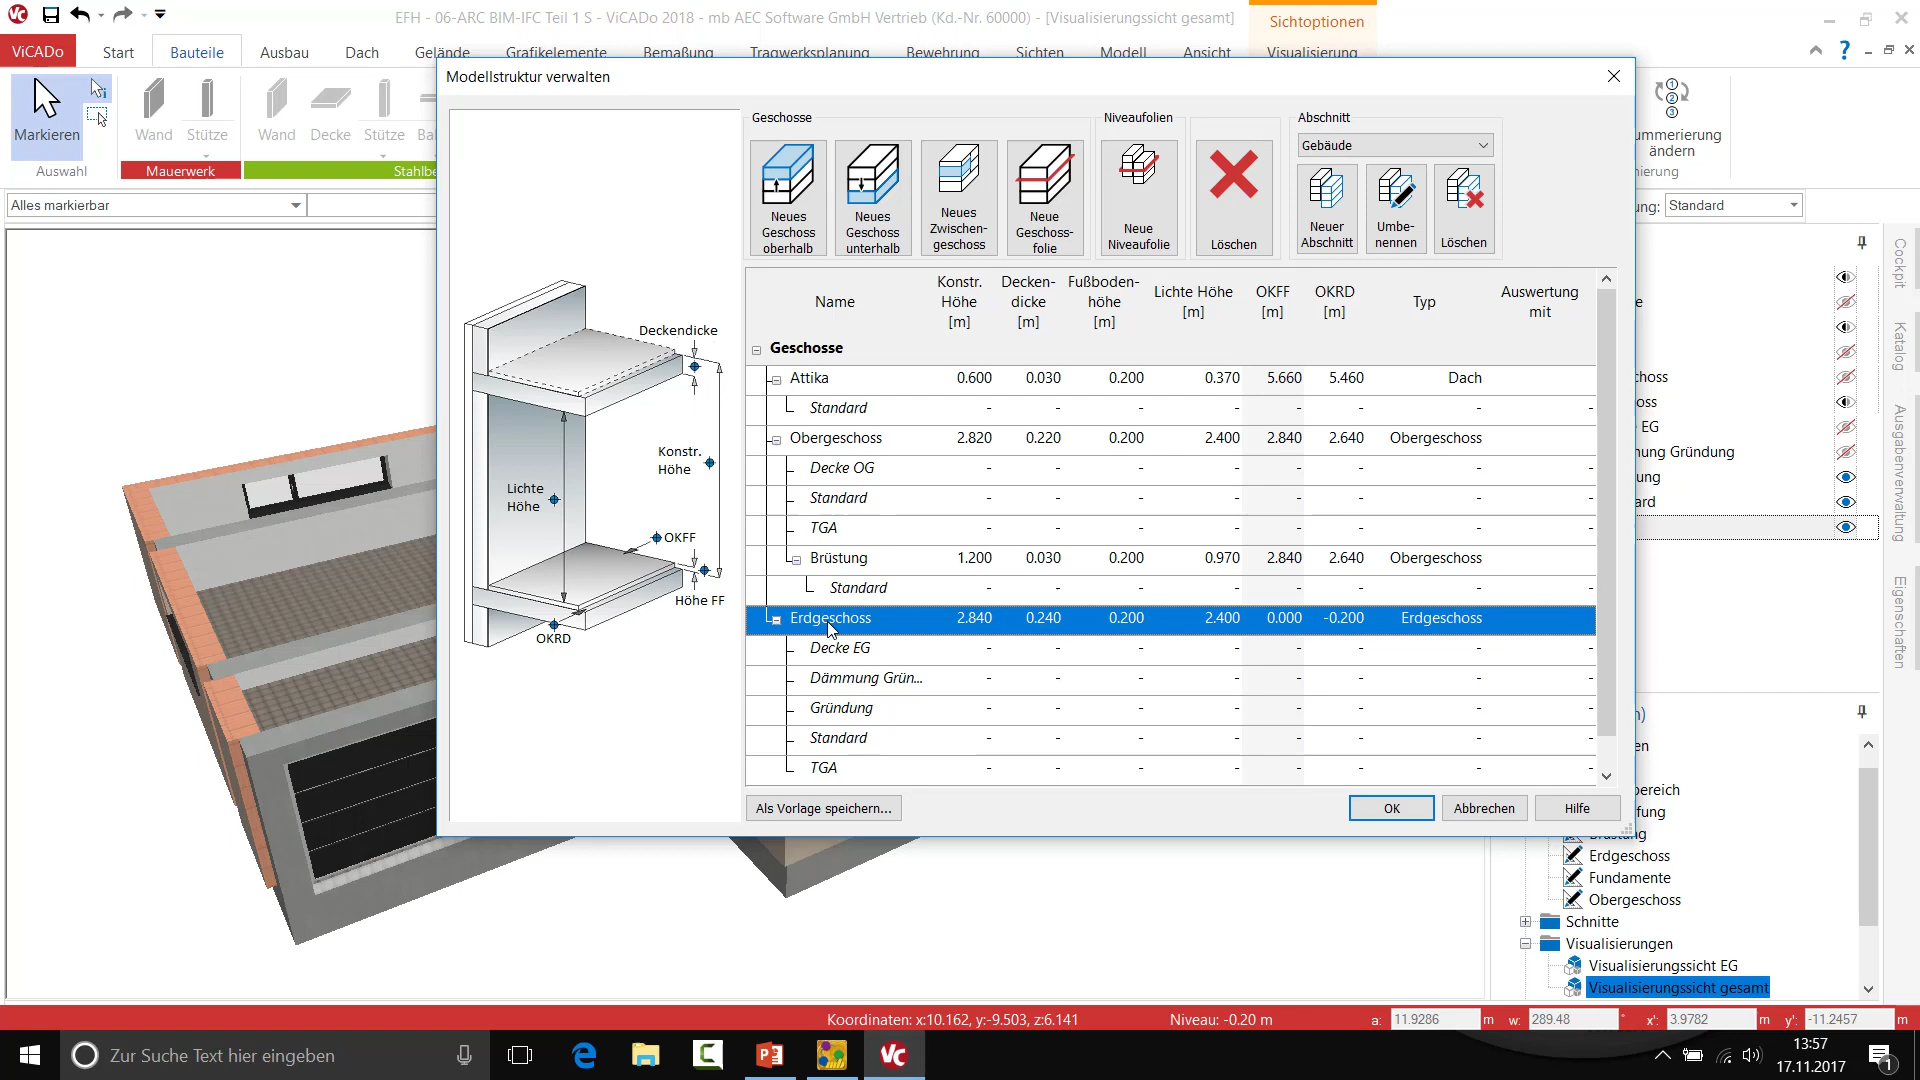 EFH - 06-ARC BIM-IFC Teil 1 S - ViCADo 2018 - mb AEC Software GmbH Vertrieb (Kd.-Nr. 60000) - [Visualisierungssicht gesamt]
Sichtoptionen
ViCADo Start Bauteile Ausbau Dach Gelände Grafikelemente Bemaßung Tragwerksplanung Bewehrung Sichten Modell Ansicht Visualisierung
Modellstruktur verwalten
Markieren
Wand Stütze
Wand Decke Stütze
Auswahl
Mauerwerk
Geschosse
Niveaufolien
Abschnitt
Gebäude
Neues Geschoss oberhalb
Neues Geschoss unterhalb
Neues Zwischen-geschoss
Neue Geschoss-folie
Neue Niveaufolie
Löschen
Neuer Abschnitt
Umbe-nennen
Löschen
ändern
Alles markierbar
Standard
Deckendicke
Konstr. Höhe
Lichte Höhe
OKFF
Höhe FF
OKRD
Name Konstr. Höhe [m] Decken-dicke [m] Fußboden-höhe [m] Lichte Höhe [m] OKFF [m] OKRD [m] Typ Auswertung mit
Geschosse
Attika 0.600 0.030 0.200 0.370 5.660 5.460 Dach
Standard - - - - - - - -
Obergeschoss 2.820 0.220 0.200 2.400 2.840 2.640 Obergeschoss
Decke OG - - - - - - - -
Standard - - - - - - - -
TGA - - - - - - - -
Brüstung 1.200 0.030 0.200 0.970 2.840 2.640 Obergeschoss
Standard - - - - - - - -
Erdgeschoss 2.840 0.240 0.200 2.400 0.000 -0.200 Erdgeschoss
Decke EG - - - - - - - -
Dämmung Grün... - - - - - - - -
Gründung - - - - - - - -
Standard - - - - - - - -
TGA - - - - - - - -
Als Vorlage speichern... OK Abbrechen Hilfe
Cockpit
Katalog
Ausgabenverwaltung
Eigenschaften
EG
Gründung
Erdgeschoss
Fundamente
Obergeschoss
Schnitte
Visualisierungen
Visualisierungssicht EG
Visualisierungssicht gesamt
Koordinaten: x:10.162, y:-9.503, z:6.141 Niveau: -0.20 m a: 11.9286 m w: 289.48 ° x': 3.9782 m y': -11.2457 m
Zur Suche Text hier eingeben
13:57
17.11.2017
1